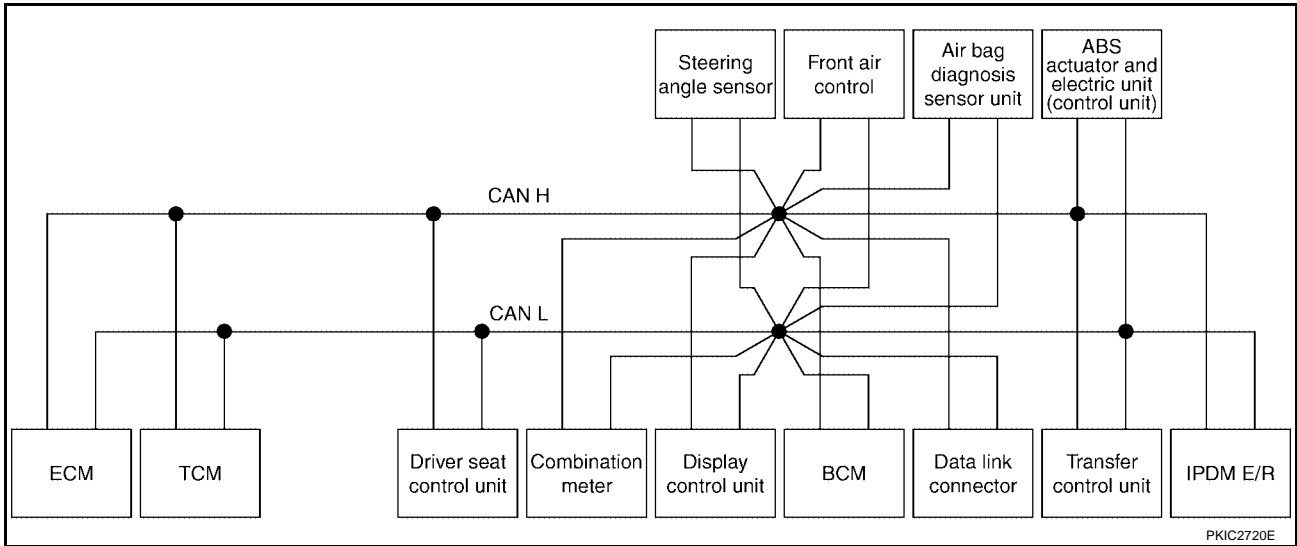 Steering
angle sensor
Front air
control
Air bag
diagnosis
sensor unit
ABS
actuator and
electric unit
(control unit)
CAN H
CAN L
ECM
TCM
Driver seat
control unit
Combination
meter
Display
control unit
BCM
Data link
connector
Transfer
control unit
IPDM E/R
PKIC2720E